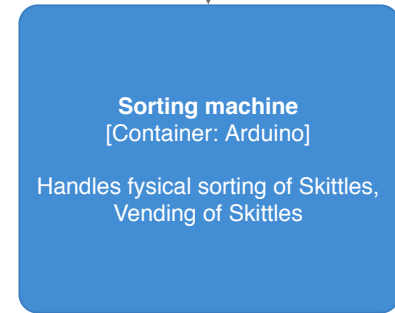 Sorting machine
[Container: Arduino]
Handles fysical sorting of Skittles,
Vending of Skittles